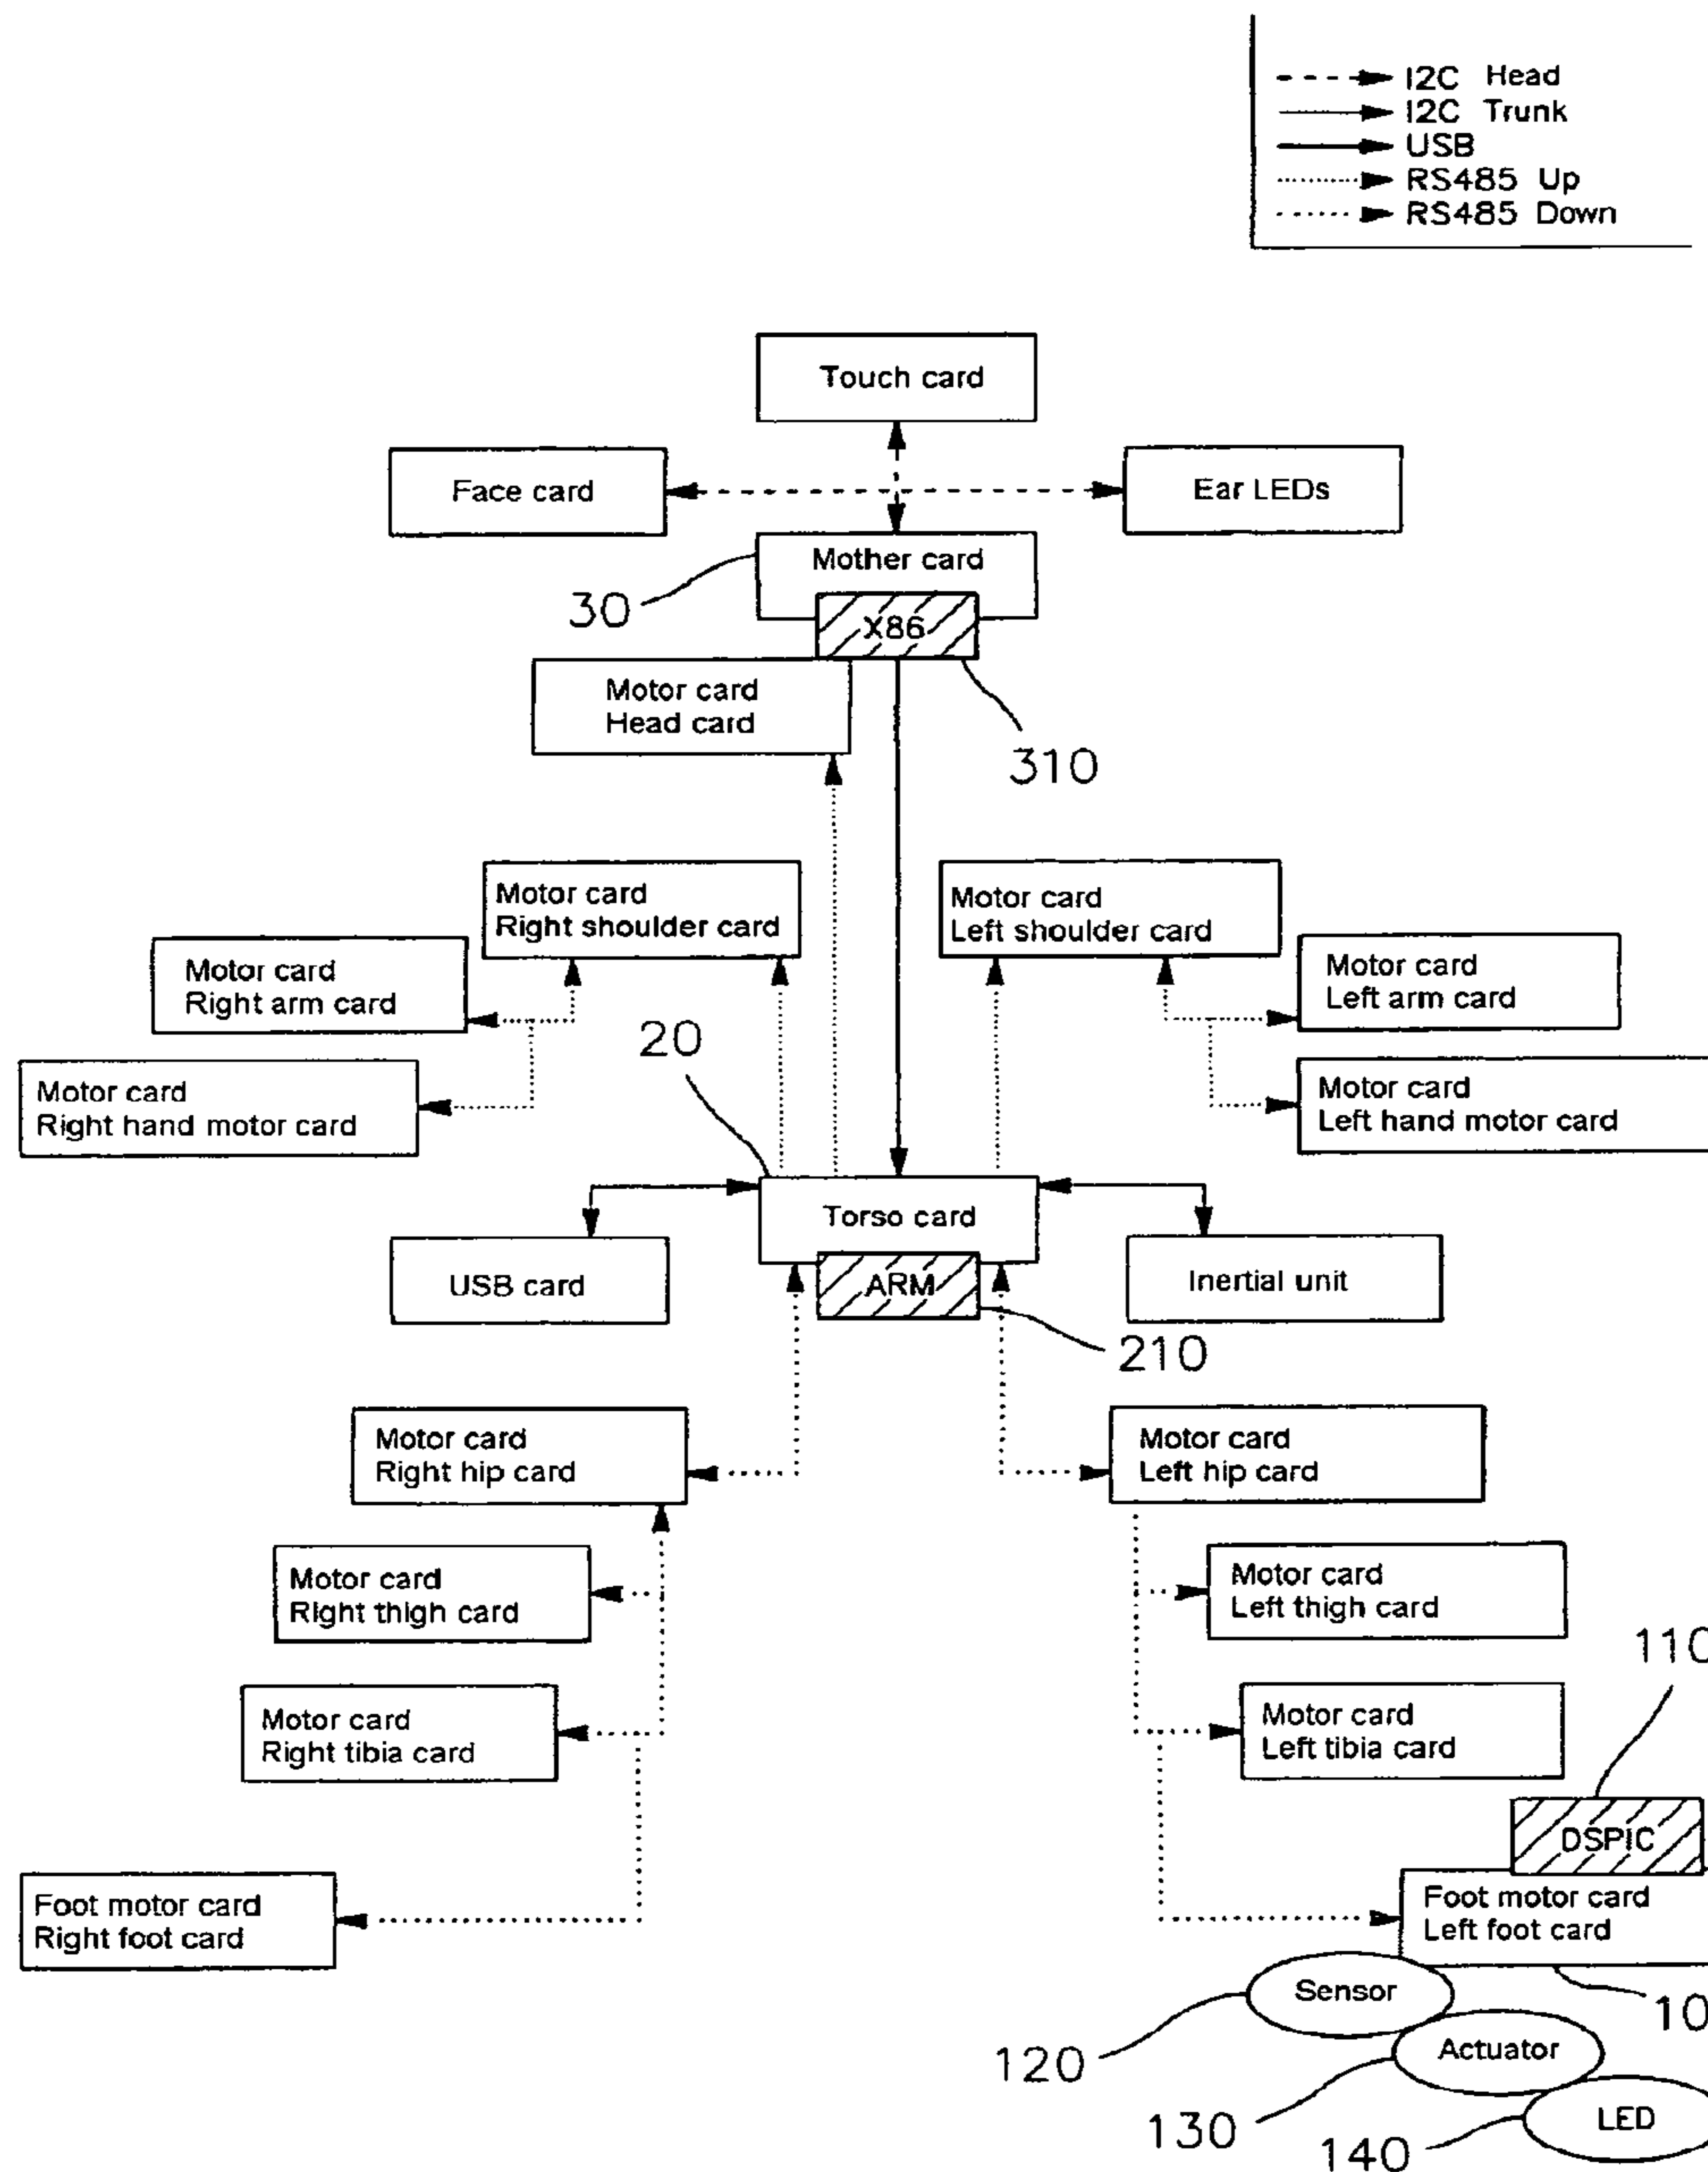 I2C Head
I2C Trunk
USB
RS485 Up
RS485 Down
Touch card
Face card
Ear LEDs
Mother card
30
X86
Motor card
Head card
310
Motor card
Right shoulder card
Motor card
Left shoulder card
Motor card
Right arm card
Motor card
Left arm card
20
Motor card
Right hand motor card
Motor card
Left hand motor card
Torso card
USB card
ARM
Inertial unit
210
Motor card
Right hip card
Motor card
Left hip card
Motor card
Right thigh card
Motor card
Left thigh card
110
Motor card
Right tibia card
Motor card
Left tibia card
DSPIC
Foot motor card
Right foot card
Foot motor card
Left foot card
Sensor
10
120
Actuator
130
LED
140